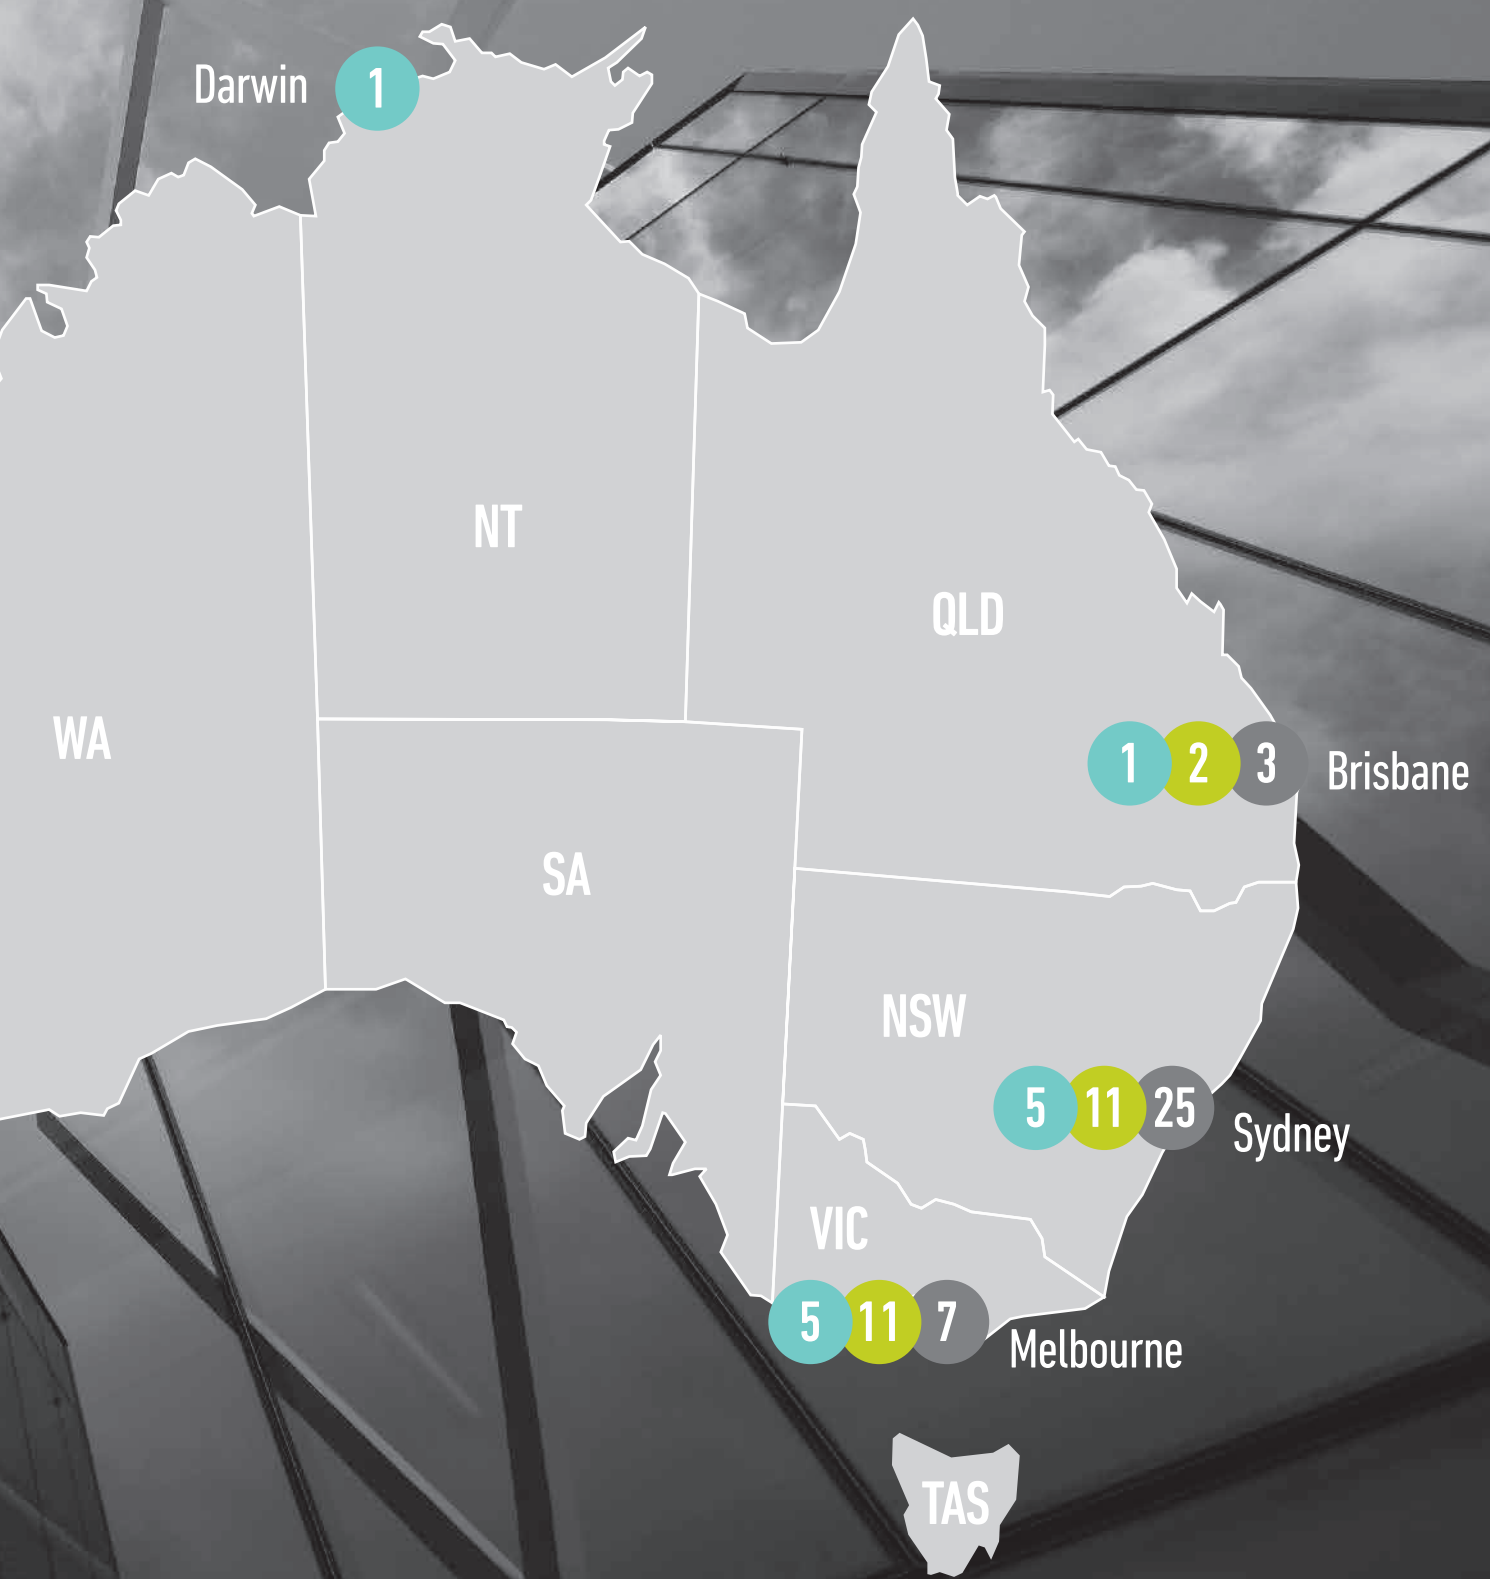 Darwin 1
NT
QLD
WA
1 2 3 Brisbane
SA
NSW
5 11 25 Sydney
VIC
5 11 7 Melbourne
TAS